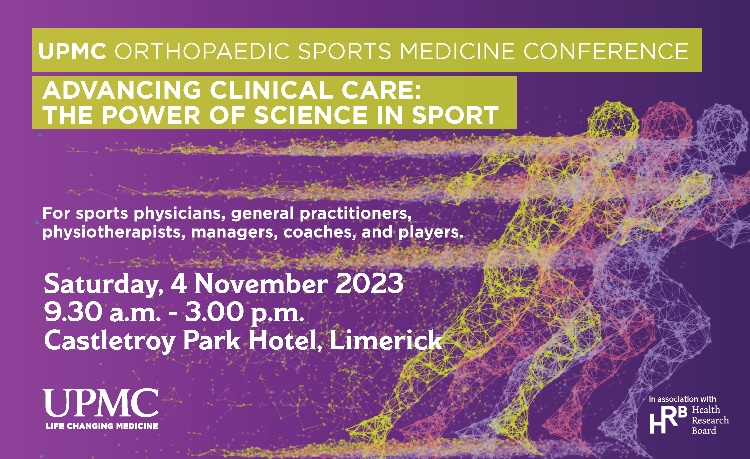 UPMC ORTHOPAEDIC SPORTS MEDICINE CONFERENCE
ADVANCING CLINICAL CARE:
THE POWER OF SCIENCE IN SPORT
For sports physicians, general practitioners,
physiotherapists, managers, coaches, and players.
Saturday, 4 November 2023
9.30 a.m. - 3.00 p.m.
Castletroy Park Hotel, Limerick
UPMC
LIFE CHANGING MEDICINE
In association with
HRB Health
Research
Board